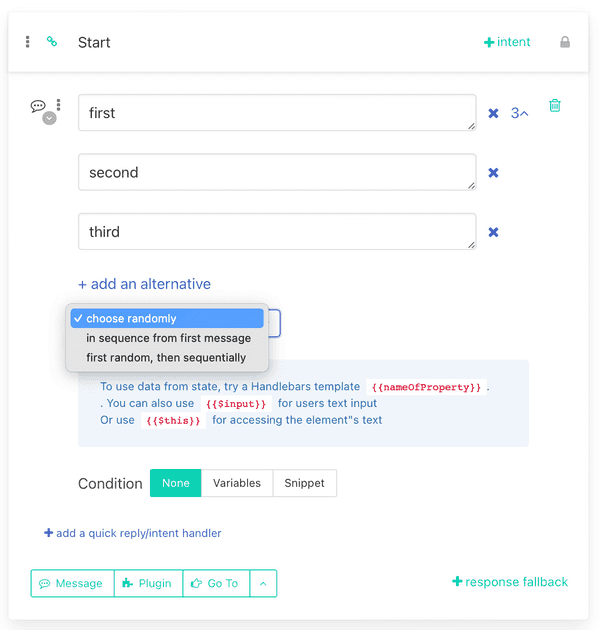 Start
+ intent
first
3
second
third
+ add an alternative
choose randomly
in sequence from first message
first random, then sequentially
To use data from state, try a Handlebars template {{nameOfProperty}} .
. You can also use {{$input}} for users text input
Or use {{$this}} for accessing the element"s text
Condition None Variables Snippet
+ add a quick reply/intent handler
Message Plugin Go To
+ response fallback